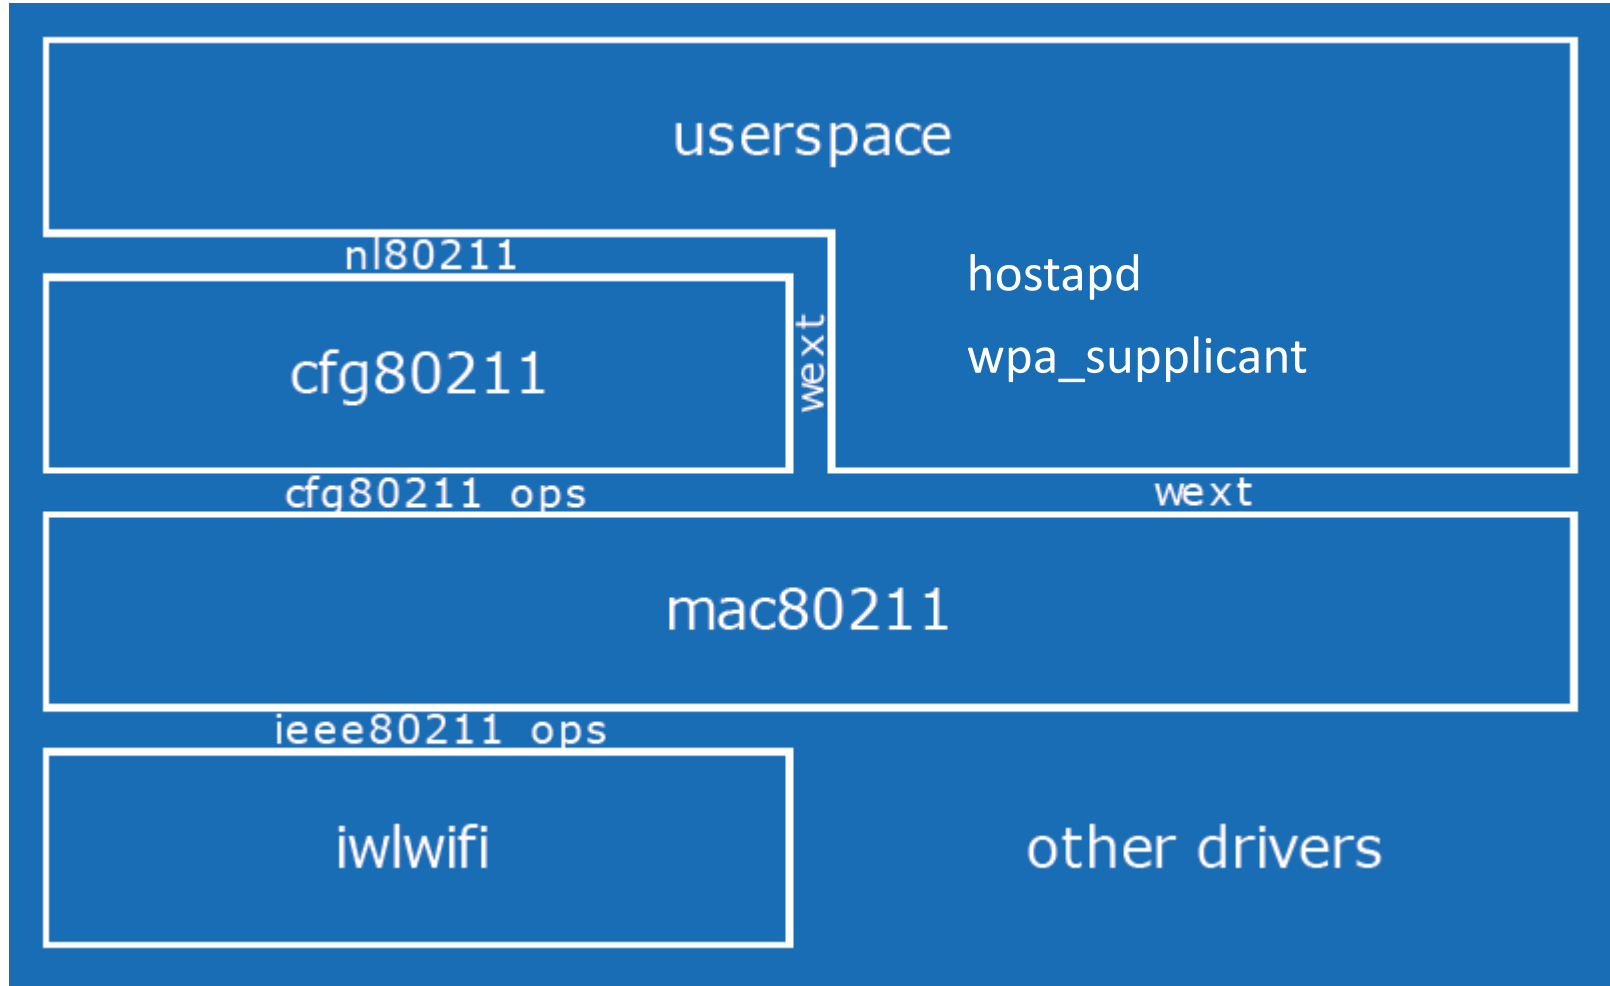 userspace
nl80211
hostapd
cfg80211
wext
wpa_supplicant
cfg80211 ops
wext
mac80211
ieee80211 ops
iwlwifi
other drivers